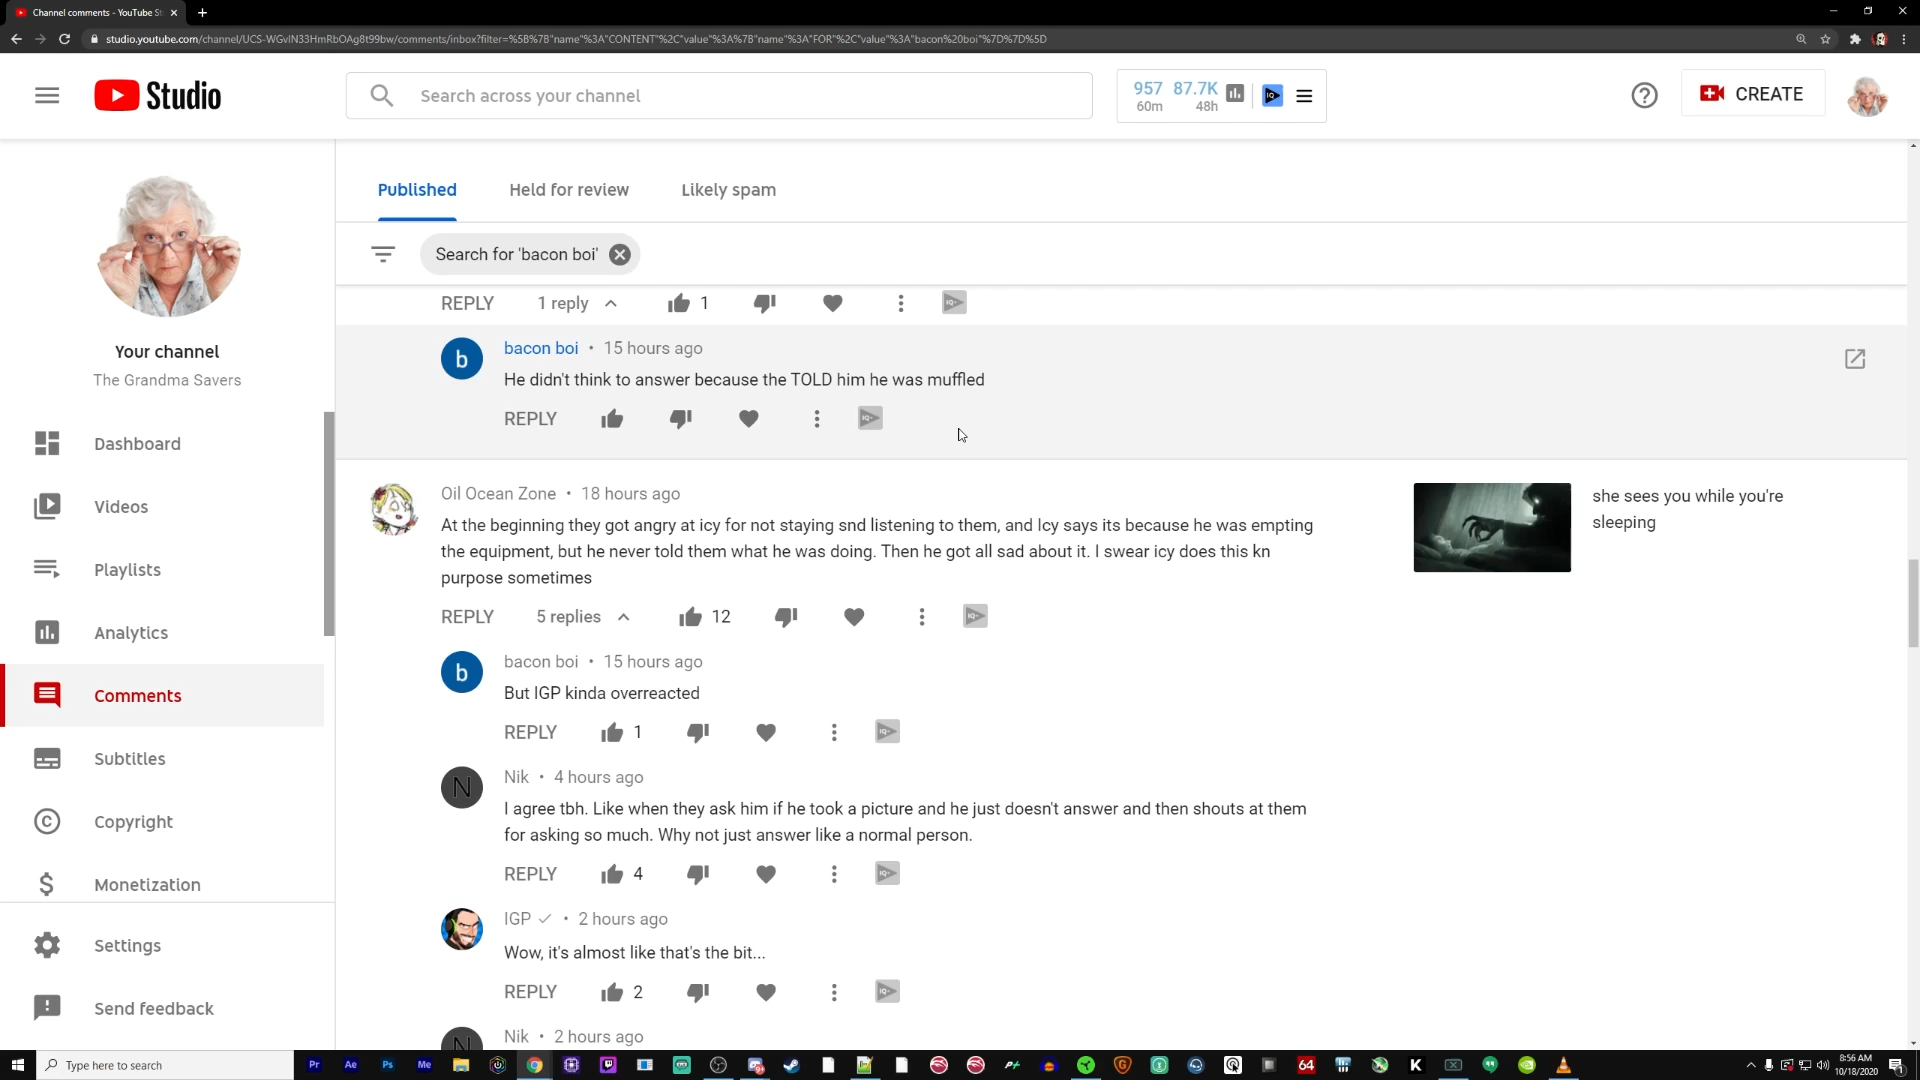 Channel comments - YouTube St
studio.youtube.com/channel/UCS-WGvIN33HmRbOAg8t99bw/comments/inbox?filter=%5B%7B"name"%3A"CONTENT"%2C"value"%3A%7B"name"%3A"FOR"%2C"value"%3A"bacon%20boi"%7D%7D%5D
Studio
Search across your channel
957 87.7K
60m 48h
CREATE
Your channel
The Grandma Savers
Dashboard
Videos
Playlists
Analytics
Comments
Subtitles
Copyright
Monetization
Settings
Send feedback
Published Held for review Likely spam
Search for 'bacon boi'
REPLY 1 reply 1
b
bacon boi • 15 hours ago
He didn't think to answer because the TOLD him he was muffled
REPLY
Oil Ocean Zone • 18 hours ago
At the beginning they got angry at icy for not staying snd listening to them, and Icy says its because he was empting
the equipment, but he never told them what he was doing. Then he got all sad about it. I swear icy does this kn
purpose sometimes
she sees you while you're
sleeping
REPLY 5 replies 12
b
bacon boi • 15 hours ago
But IGP kinda overreacted
REPLY 1
N
Nik • 4 hours ago
I agree tbh. Like when they ask him if he took a picture and he just doesn't answer and then shouts at them
for asking so much. Why not just answer like a normal person.
REPLY 4
IGP • 2 hours ago
Wow, it's almost like that's the bit...
REPLY 2
N
Nik • 2 hours ago
Type here to search
Pr Ae Ps Me
64
K
8:56 AM
10/18/2020